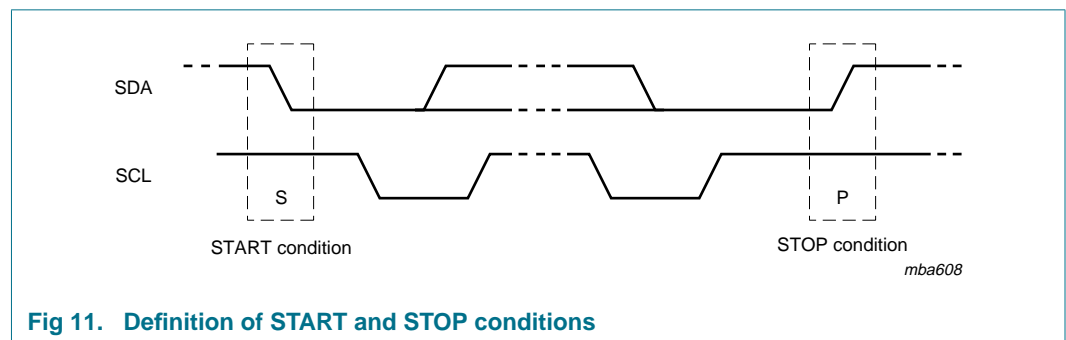 SDA
SCL
S
P
START condition
STOP condition
mba608
Fig 11. Definition of START and STOP conditions